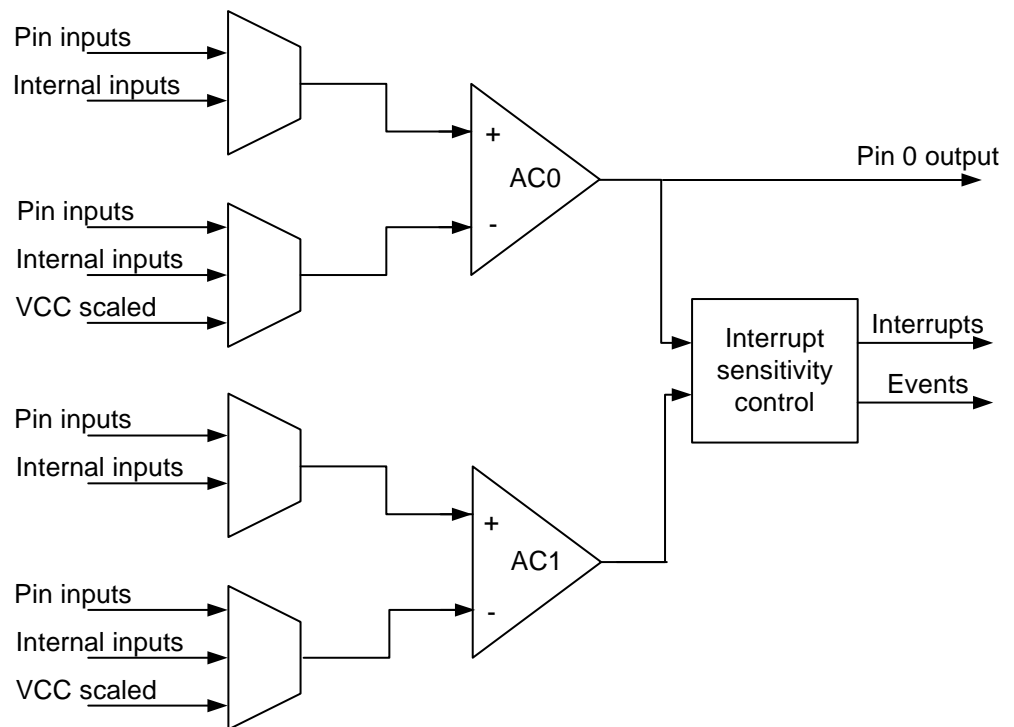 Pin inputs
Internal inputs
+
AC0
-
Pin 0 output
Pin inputs
Internal inputs
VCC scaled
Interrupt
sensitivity
control
Interrupts
Events
Pin inputs
Internal inputs
+
AC1
-
Pin inputs
Internal inputs
VCC scaled